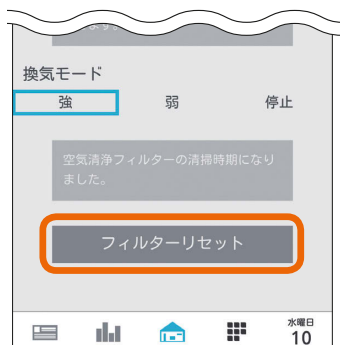 換気モード
強 弱 停止
空気清浄フィルターの清掃時期になり
ました。
フィルターリセット
水曜日
10